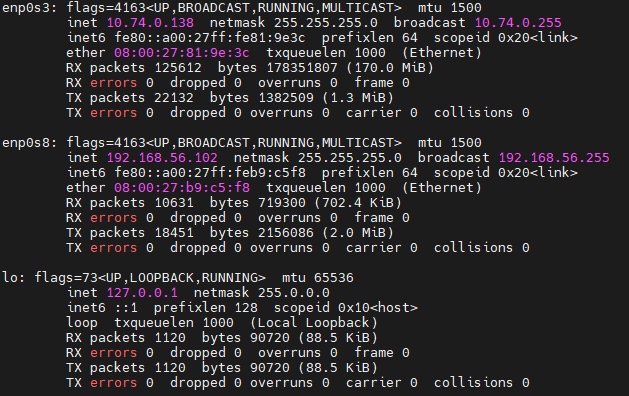 enp0s3: flags=4163<UP,BROADCAST,RUNNING,MULTICAST>  mtu 1500
        inet 10.74.0.138  netmask 255.255.255.0  broadcast 10.74.0.255
        inet6 fe80::a00:27ff:fe81:9e3c  prefixlen 64  scopeid 0x20<link>
        ether 08:00:27:81:9e:3c  txqueuelen 1000  (Ethernet)
        RX packets 125612  bytes 178351807 (170.0 MiB)
        RX errors 0  dropped 0  overruns 0  frame 0
        TX packets 22132  bytes 1382509 (1.3 MiB)
        TX errors 0  dropped 0 overruns 0  carrier 0  collisions 0

enp0s8: flags=4163<UP,BROADCAST,RUNNING,MULTICAST>  mtu 1500
        inet 192.168.56.102  netmask 255.255.255.0  broadcast 192.168.56.255
        inet6 fe80::a00:27ff:feb9:c5f8  prefixlen 64  scopeid 0x20<link>
        ether 08:00:27:b9:c5:f8  txqueuelen 1000  (Ethernet)
        RX packets 10631  bytes 719300 (702.4 KiB)
        RX errors 0  dropped 0  overruns 0  frame 0
        TX packets 18451  bytes 2156086 (2.0 MiB)
        TX errors 0  dropped 0 overruns 0  carrier 0  collisions 0

lo: flags=73<UP,LOOPBACK,RUNNING>  mtu 65536
        inet 127.0.0.1  netmask 255.0.0.0
        inet6 ::1  prefixlen 128  scopeid 0x10<host>
        loop  txqueuelen 1000  (Local Loopback)
        RX packets 1120  bytes 90720 (88.5 KiB)
        RX errors 0  dropped 0  overruns 0  frame 0
        TX packets 1120  bytes 90720 (88.5 KiB)
        TX errors 0  dropped 0 overruns 0  carrier 0  collisions 0